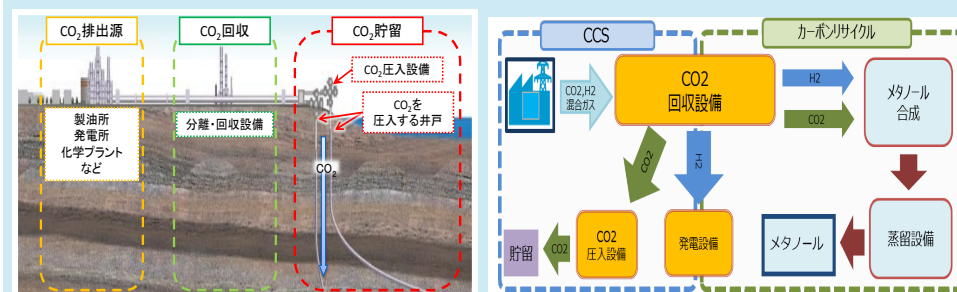 CO₂排出源
CO₂回収
CO₂貯留
CO₂圧入設備
CO₂を
圧入する井戸
製油所
発電所
化学プラント
など
分離・回収設備
CO₂
CCS
カーボンリサイクル
CO2,H2
混合ガス
CO2
回収設備
H2
CO2
メタノール
合成
CO2
H2
貯留
CO2
CO2
圧入設備
発電設備
メタノール
蒸留設備